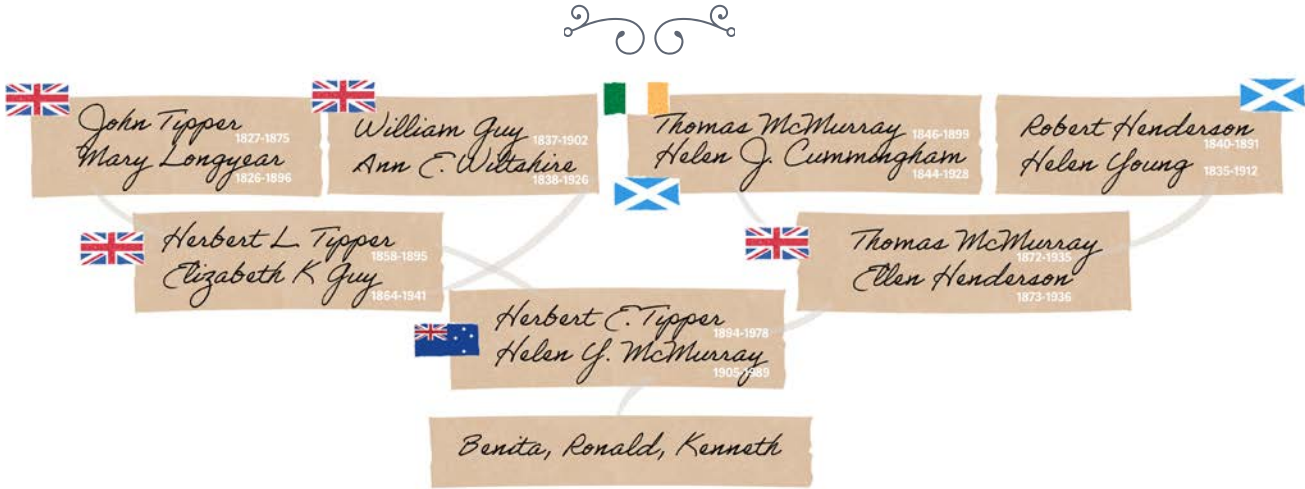 John Tipper 1827-1875
Mary Longyear 1826-1896
William Guy 1837-1902
Ann E. Wiltshire 1838-1926
Thomas McMurray 1846-1899
Helen J. Cummingham 1844-1928
Robert Henderson 1840-1891
Helen Young 1835-1912
Herbert L Tipper 1858-1895
Elizabeth K Guy 1864-1941
Thomas McMurray 1872-1935
Ellen Henderson 1873-1936
Herbert E. Tipper 1894-1978
Helen Y. McMurray 1905-1989
Benita, Ronald, Kenneth